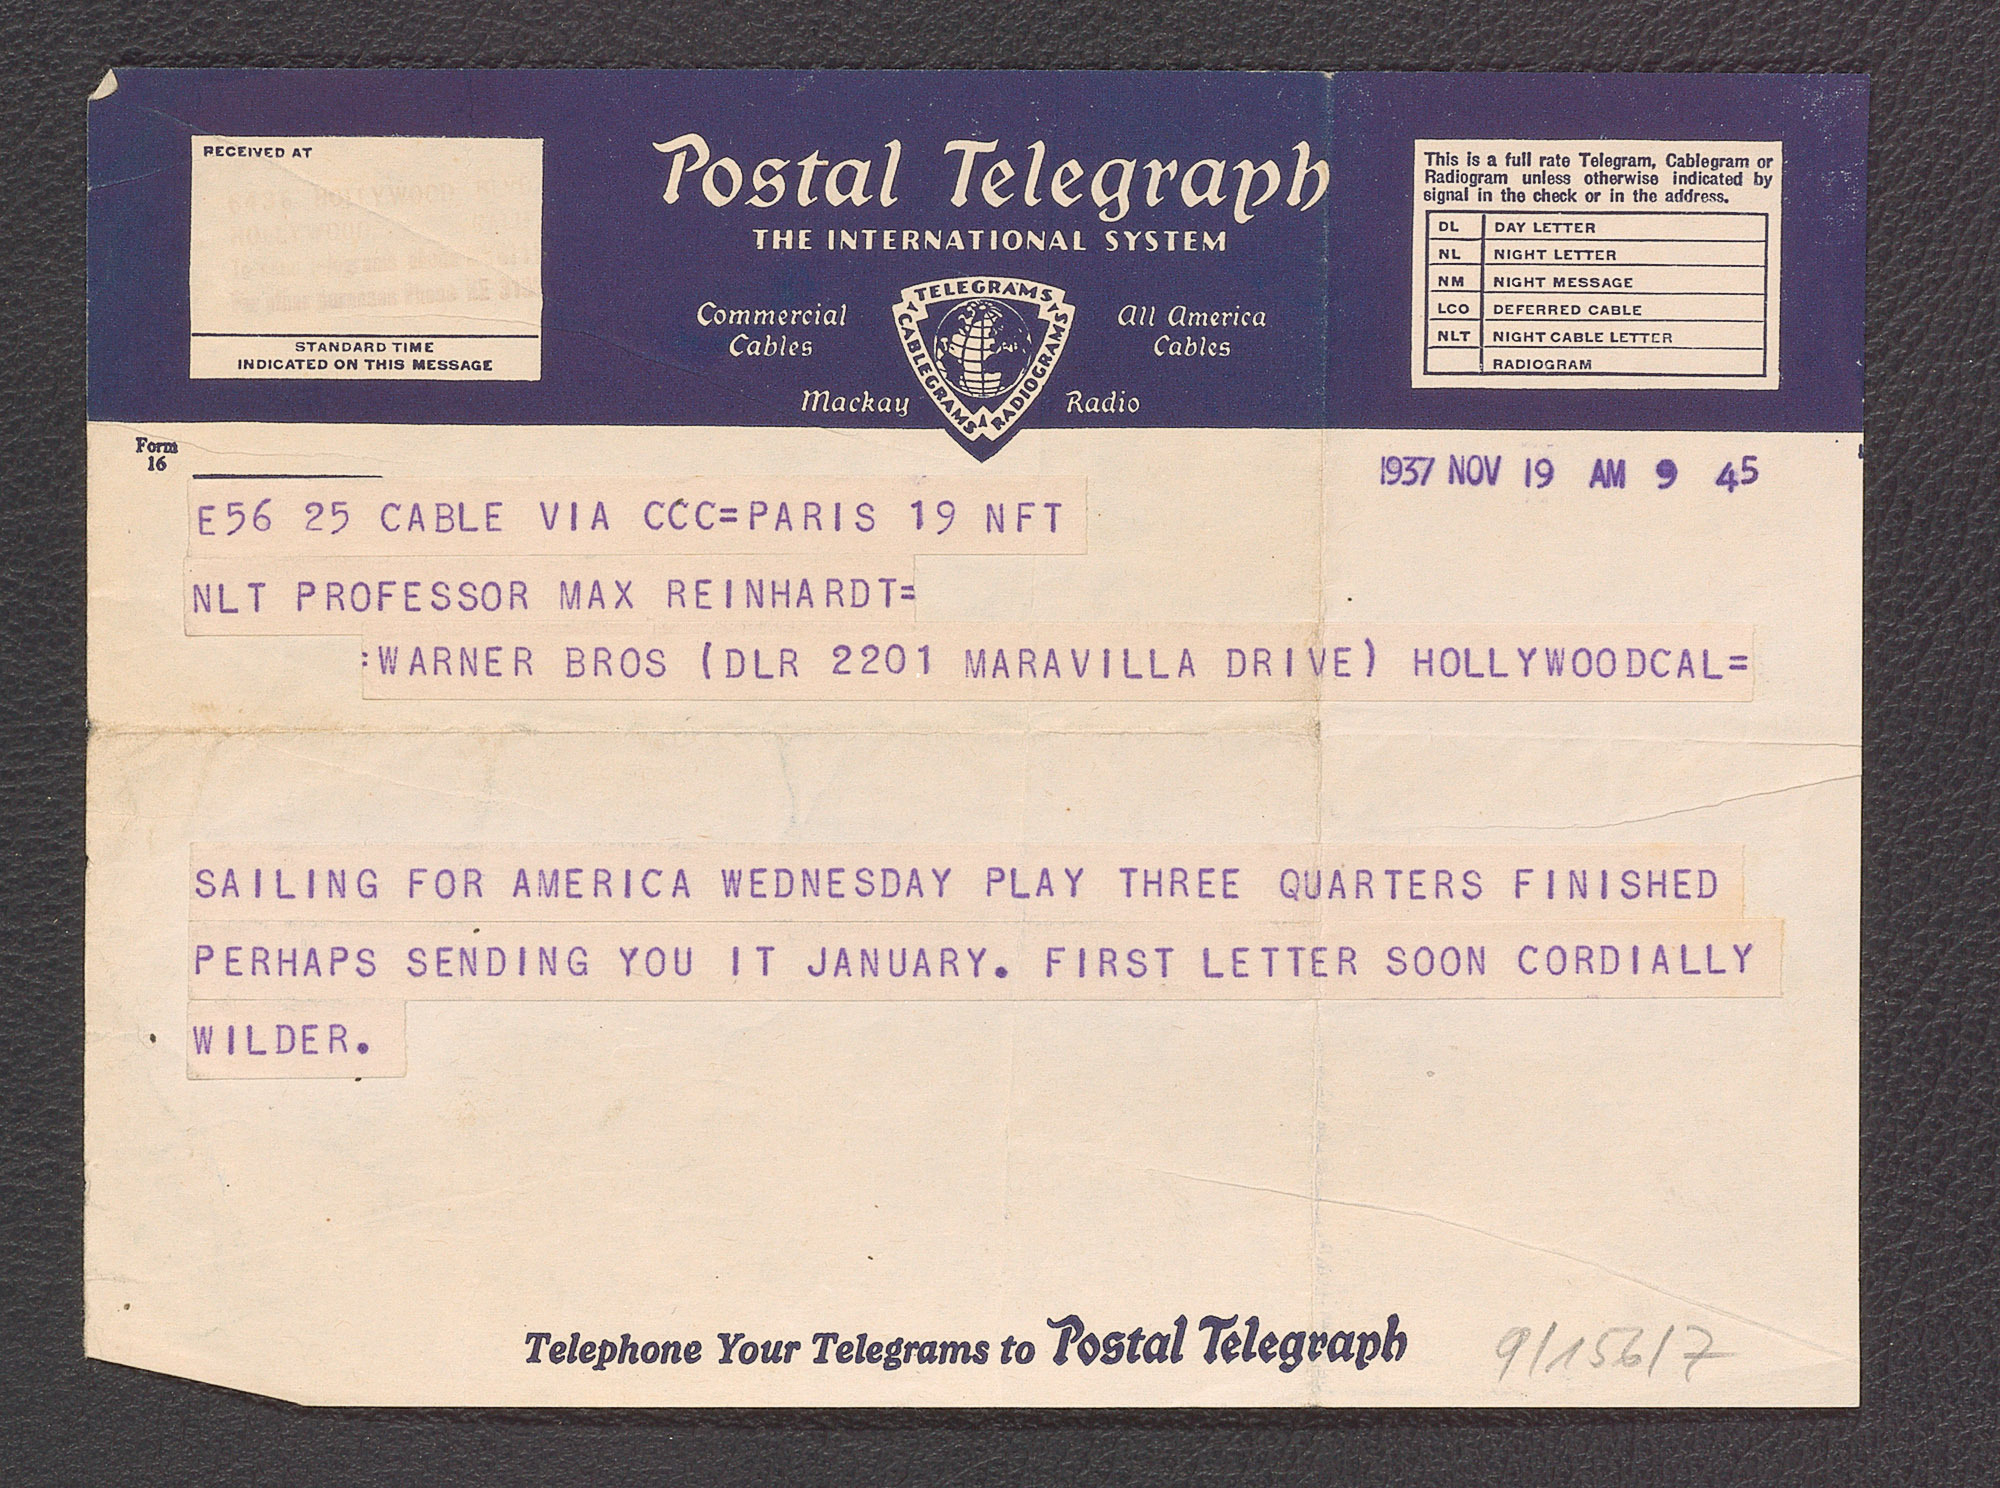 RECEIVED AT
HOLLYWOOD
STANDARD TIME
INDICATED ON THIS MESSAGE
Postal Telegraph
THE INTERNATIONAL SYSTEM
Commercial Cables
All America Cables
Mackay Radio
TELEGRAMS
CABLEGRAMS
RADIOGRAMS
This is a full rate Telegram, Cablegram or
Radiogram unless otherwise indicated by
signal in the check or in the address.
DL DAY LETTER
NL NIGHT LETTER
NM NIGHT MESSAGE
LCO DEFERRED CABLE
NLT NIGHT CABLE LETTER
RADIOGRAM
Form
16
1937 NOV 19 AM 9 45
E56 25 CABLE VIA CCC=PARIS 19 NFT
NLT PROFESSOR MAX REINHARDT=
:WARNER BROS (DLR 2201 MARAVILLA DRIVE) HOLLYWOODCAL=
SAILING FOR AMERICA WEDNESDAY PLAY THREE QUARTERS FINISHED
PERHAPS SENDING YOU IT JANUARY. FIRST LETTER SOON CORDIALLY
WILDER.
Telephone Your Telegrams to Postal Telegraph
9/156/7